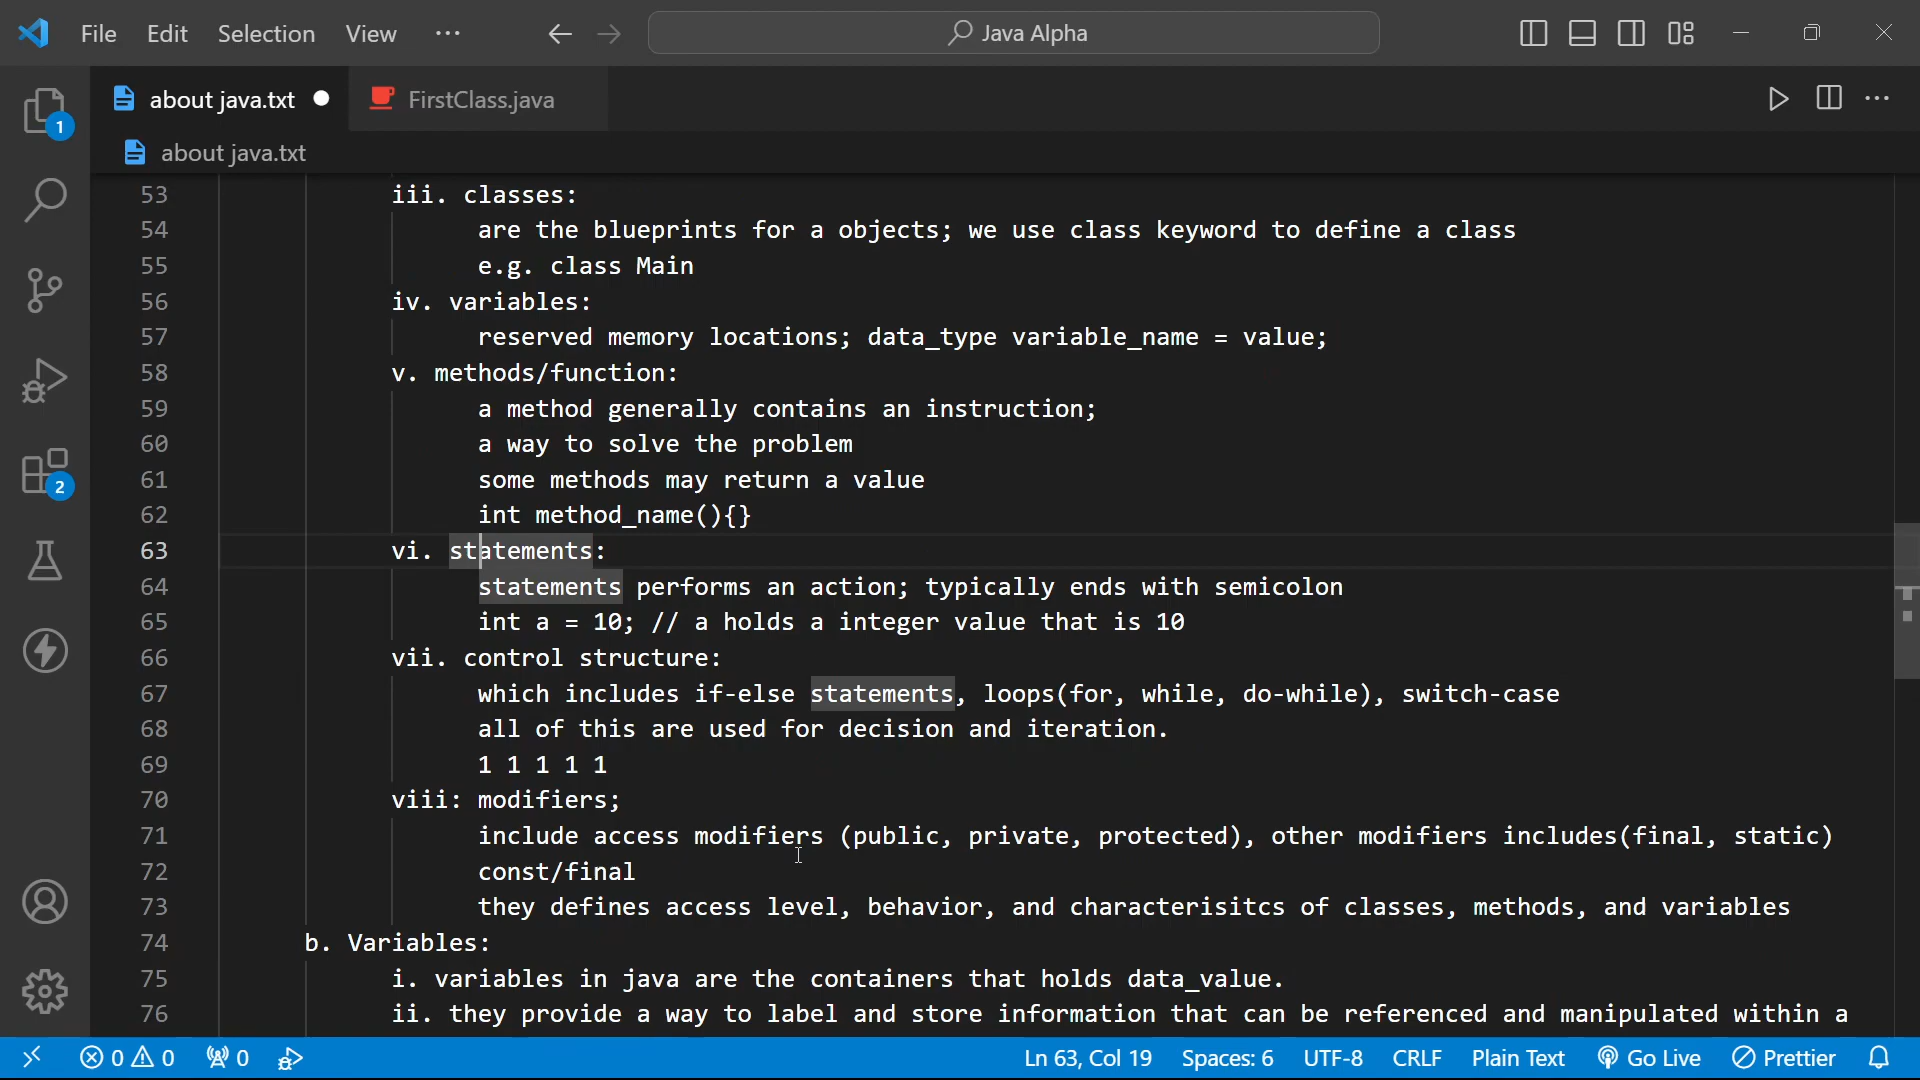 File Edit Selection View ··· Java Alpha
about java.txt FirstClass.java
about java.txt
53 iii. classes:
54 are the blueprints for a objects; we use class keyword to define a class
55 e.g. class Main
56 iv. variables:
57 reserved memory locations; data_type variable_name = value;
58 v. methods/function:
59 a method generally contains an instruction;
60 a way to solve the problem
61 some methods may return a value
62 int method_name(){}
63 vi. statements:
64 statements performs an action; typically ends with semicolon
65 int a = 10; // a holds a integer value that is 10
66 vii. control structure:
67 which includes if-else statements, loops(for, while, do-while), switch-case
68 all of this are used for decision and iteration.
69 1 1 1 1 1
70 viii: modifiers;
71 include access modifiers (public, private, protected), other modifiers includes(final, static)
72 const/final
73 they defines access level, behavior, and characterisitcs of classes, methods, and variables
74 b. Variables:
75 i. variables in java are the containers that holds data_value.
76 ii. they provide a way to label and store information that can be referenced and manipulated within a
1
2
0 0 0 Ln 63, Col 19 Spaces: 6 UTF-8 CRLF Plain Text Go Live Prettier